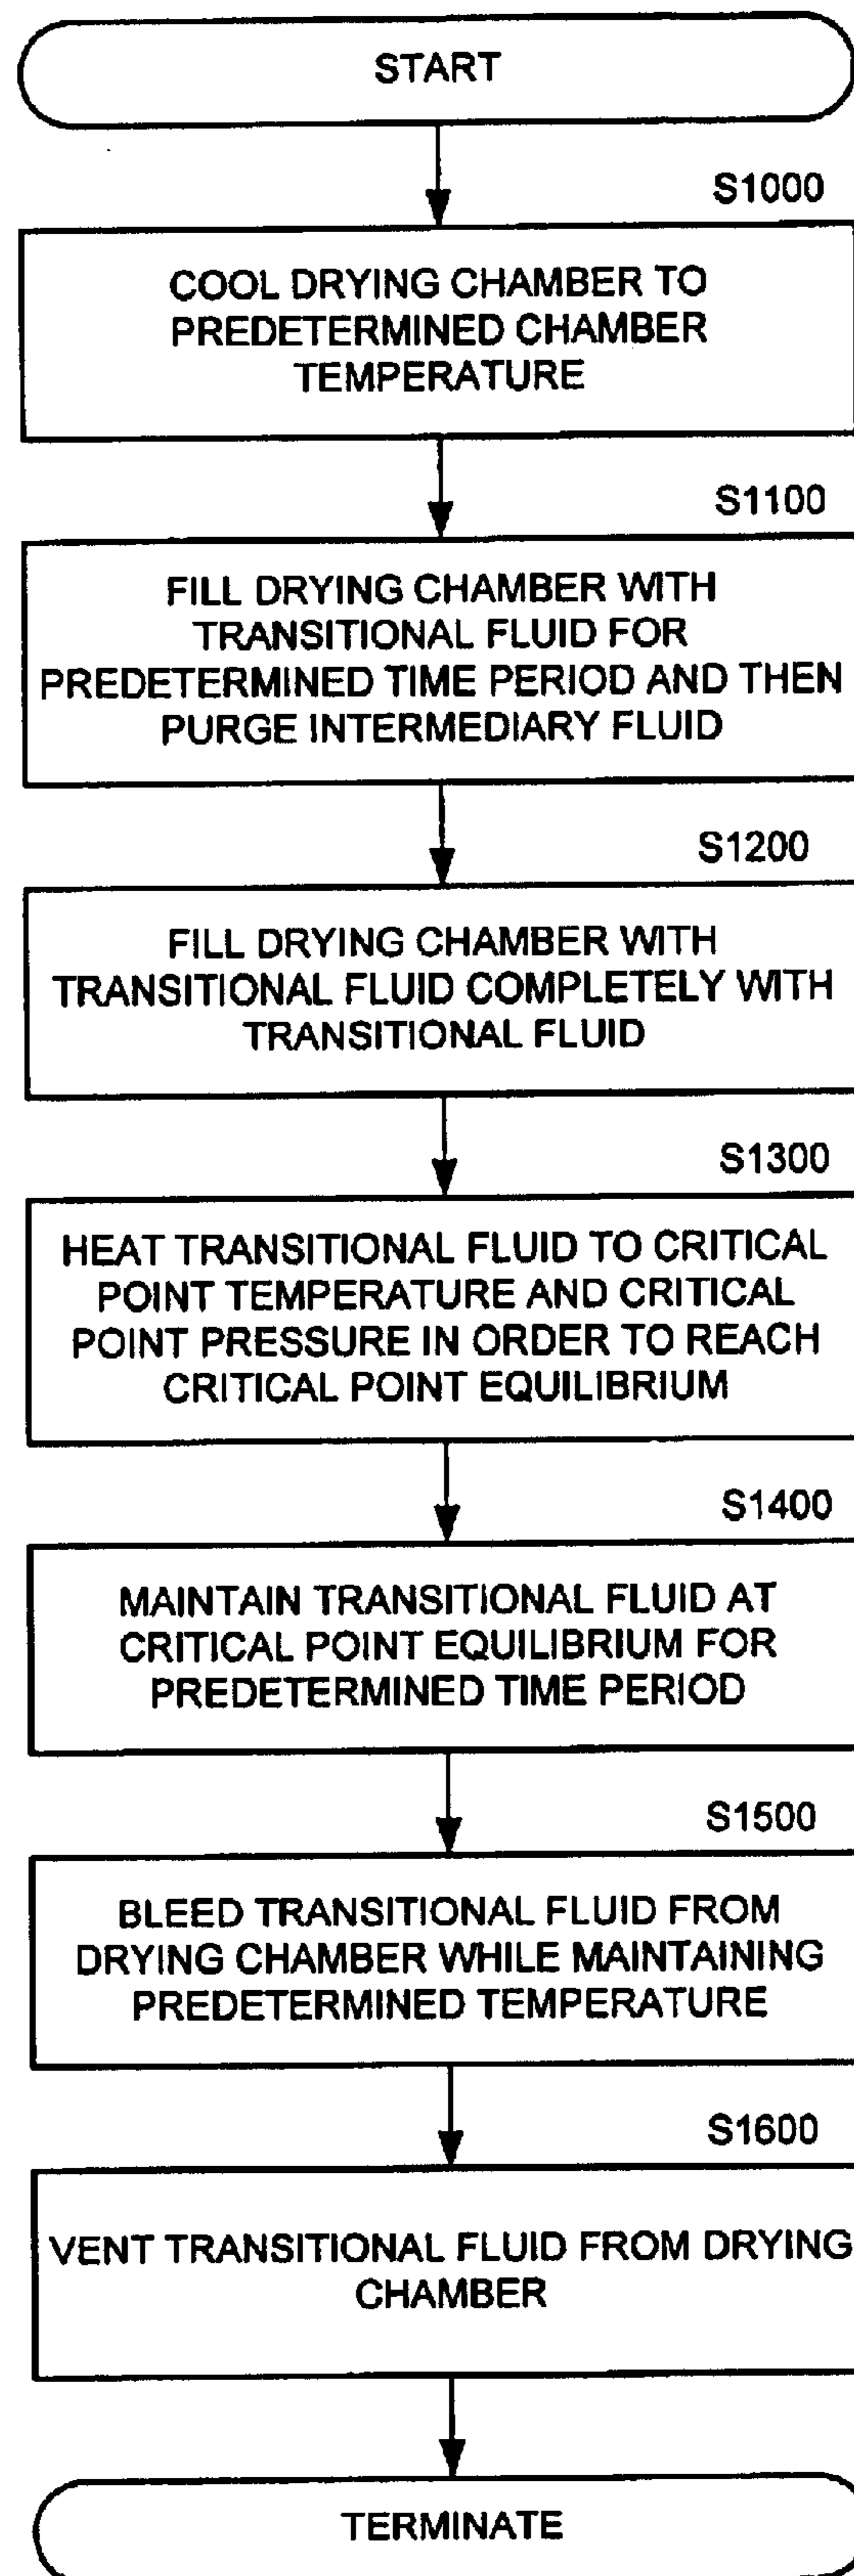 START
S1000
COOL DRYING CHAMBER TO
PREDETERMINED CHAMBER
TEMPERATURE
S1100
FILL DRYING CHAMBER WITH
TRANSITIONAL FLUID FOR
PREDETERMINED TIME PERIOD AND THEN
PURGE INTERMEDIARY FLUID
S1200
FILL DRYING CHAMBER WITH
TRANSITIONAL FLUID COMPLETELY WITH
TRANSITIONAL FLUID
S1300
HEAT TRANSITIONAL FLUID TO CRITICAL
POINT TEMPERATURE AND CRITICAL
POINT PRESSURE IN ORDER TO REACH
CRITICAL POINT EQUILIBRIUM
S1400
MAINTAIN TRANSITIONAL FLUID AT
CRITICAL POINT EQUILIBRIUM FOR
PREDETERMINED TIME PERIOD
S1500
BLEED TRANSITIONAL FLUID FROM
DRYING CHAMBER WHILE MAINTAINING
PREDETERMINED TEMPERATURE
S1600
VENT TRANSITIONAL FLUID FROM DRYING
CHAMBER
TERMINATE